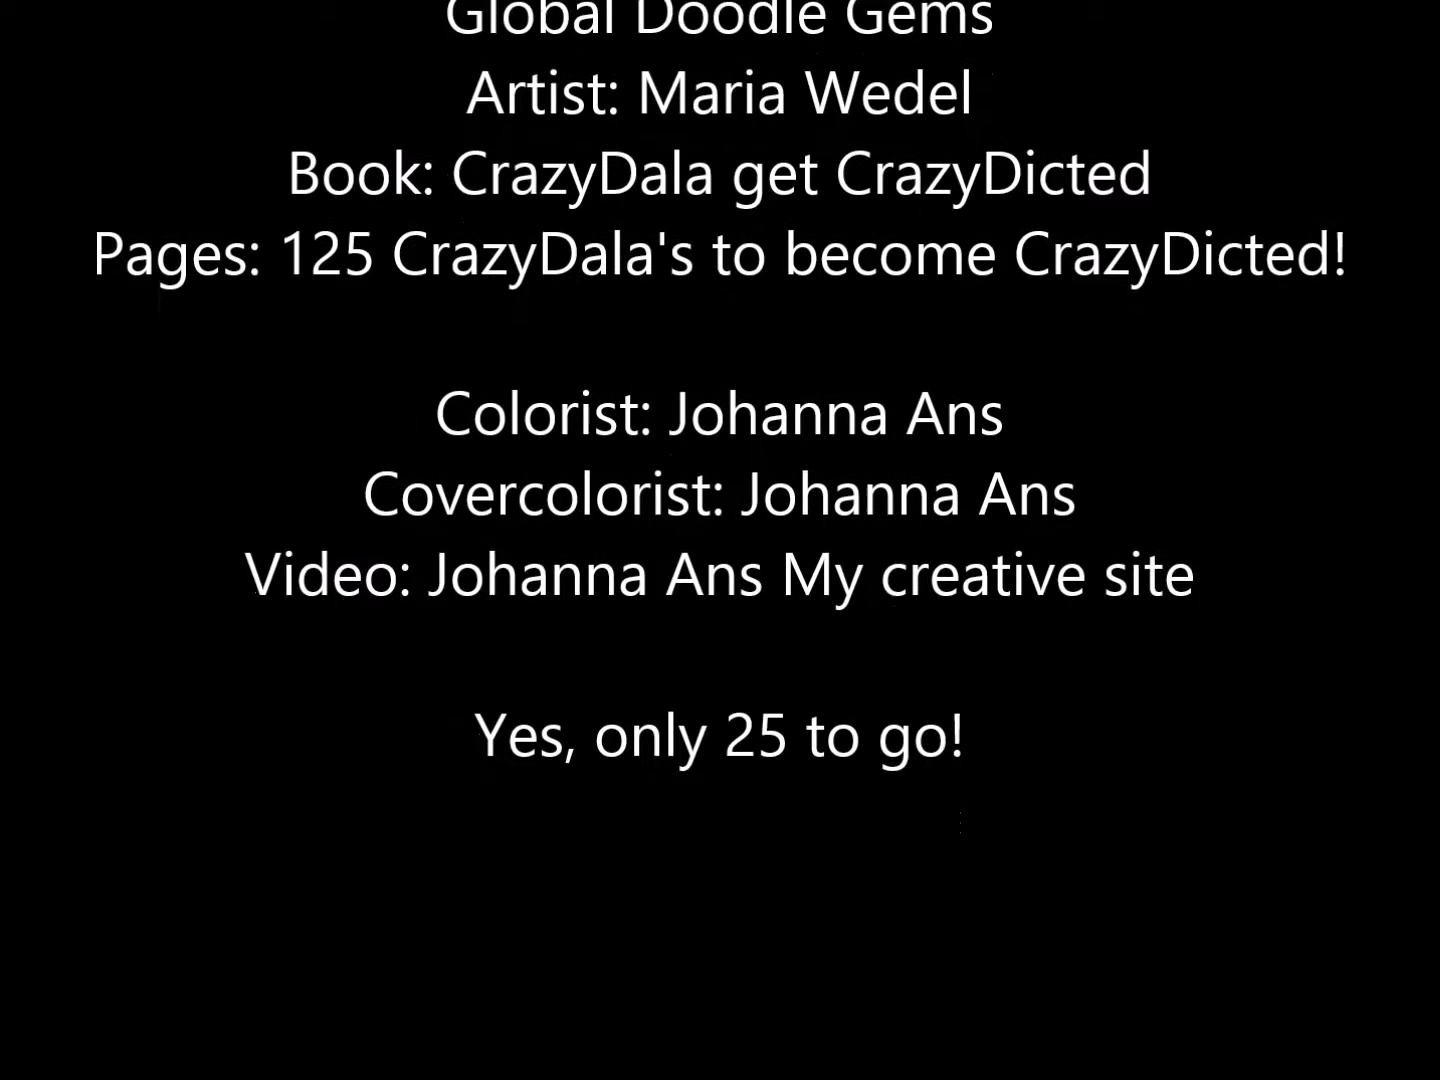 Global Doodle Gems
Artist: Maria Wedel
Book: CrazyDala get CrazyDicted
Pages: 125 CrazyDala's to become CrazyDicted!
Colorist: Johanna Ans
Covercolorist: Johanna Ans
Video: Johanna Ans My creative site
Yes, only 25 to go!